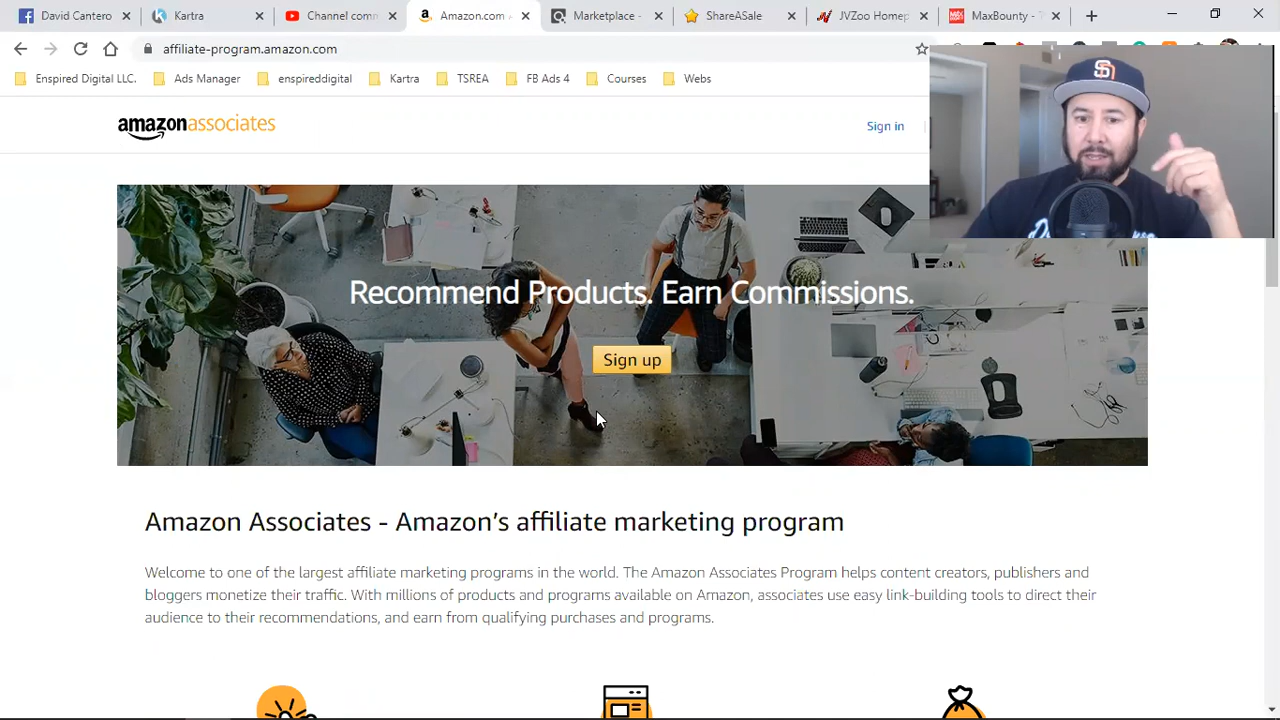 David Cantero
Kartra
Channel comm
Amazon.com
Marketplace -
ShareASale
JVZoo Homep
MaxBounty -
affiliate-program.amazon.com
Enspired Digital LLC.
Ads Manager
enspireddigital
Kartra
TSREA
FB Ads 4
Courses
Webs
amazonassociates
Sign in
SD
Recommend Products. Earn Commissions.
Sign up
Amazon Associates - Amazon's affiliate marketing program
Welcome to one of the largest affiliate marketing programs in the world. The Amazon Associates Program helps content creators, publishers and
bloggers monetize their traffic. With millions of products and programs available on Amazon, associates use easy link-building tools to direct their
audience to their recommendations, and earn from qualifying purchases and programs.